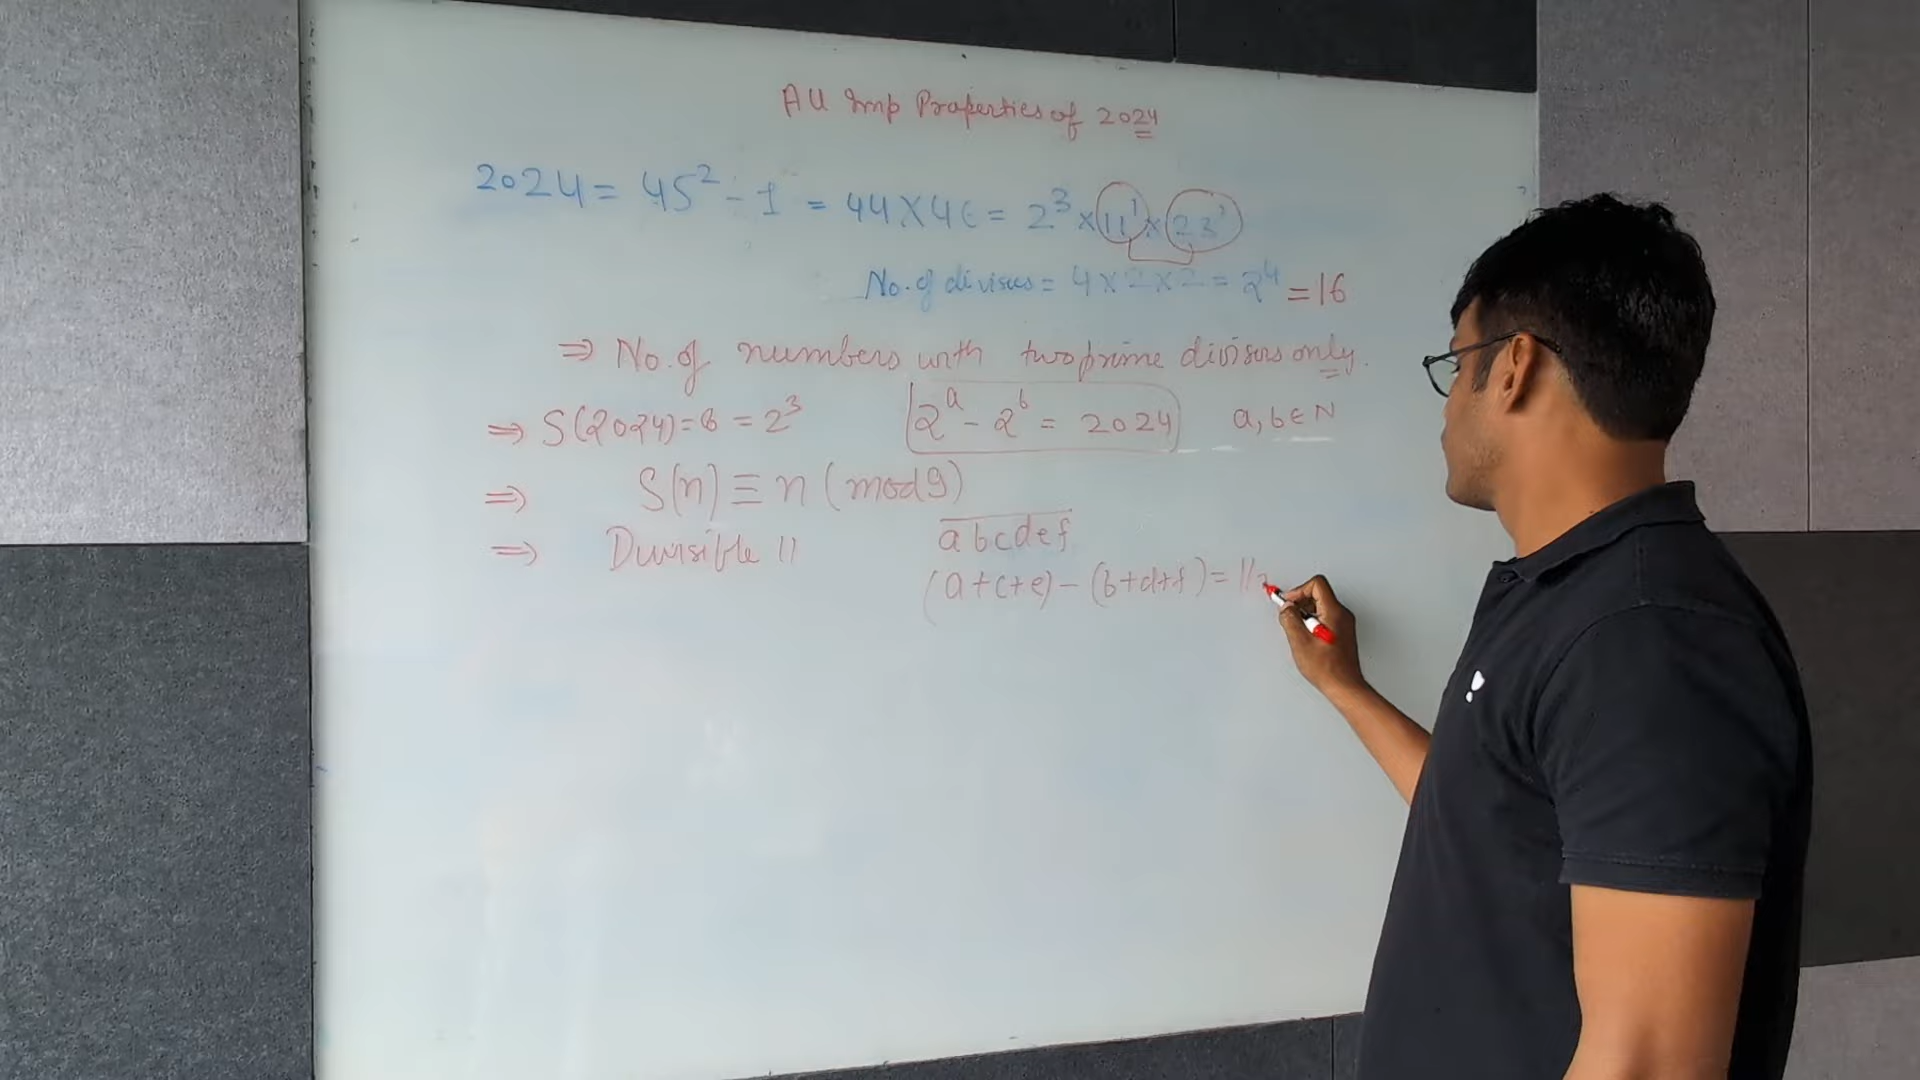 All Imp Properties of 2024
2024 = 45² - 1 = 44 × 46 = 2³ × 11¹ × 23¹
No. of divisors = 4 × 2 × 2 = 2⁴ = 16
⇒ No. of numbers with two prime divisors only.
⇒ S(2024) = 8 = 2³ 2ᵃ - 2ᵇ = 2024 a, b ∈ N
⇒ S(n) ≡ n (mod 9)
⇒ Divisible 11 abcdef
(a+c+e) - (b+d+f) = 11